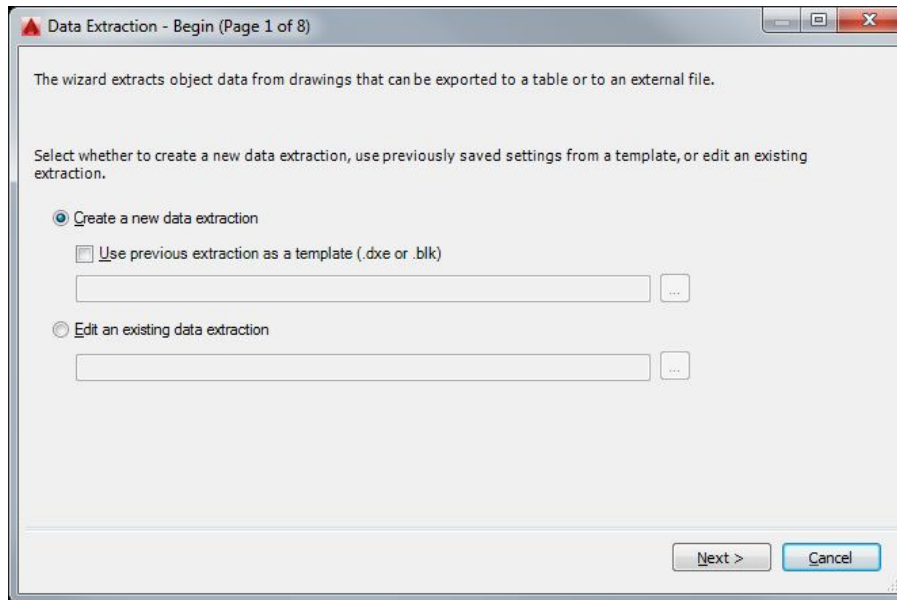 Data Extraction - Begin (Page 1 of 8)
The wizard extracts object data from drawings that can be exported to a table or to an external file.
Select whether to create a new data extraction, use previously saved settings from a template, or edit an existing
extraction.
Create a new data extraction
Use previous extraction as a template (.dxe or .blk)
...
Edit an existing data extraction
...
Next >
Cancel